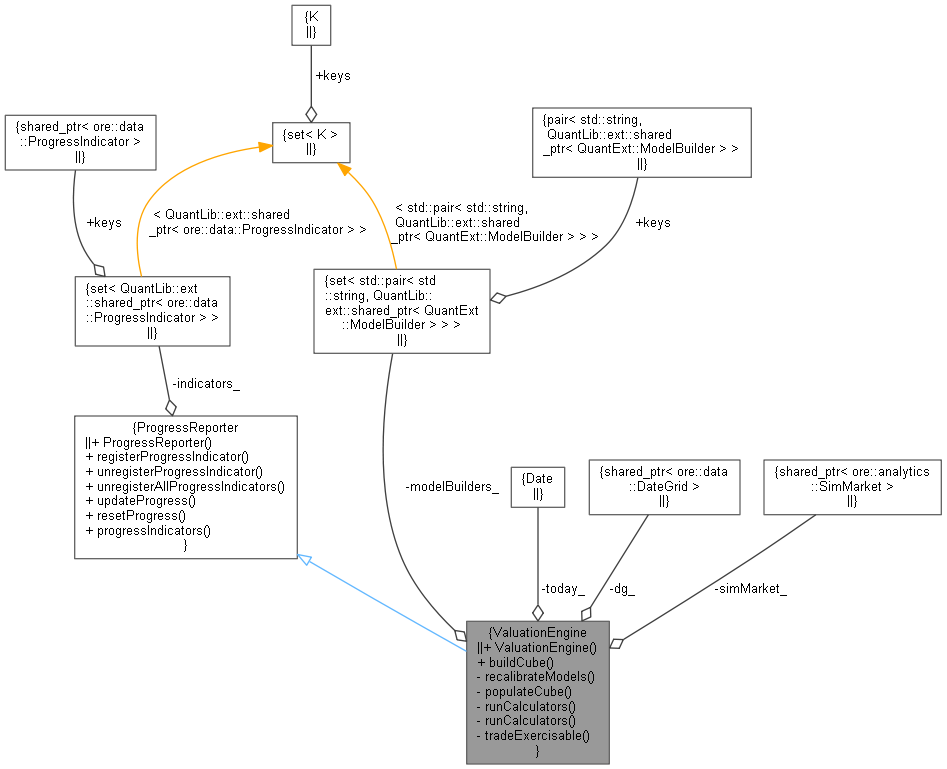 {K
||}
+keys
{shared_ptr< ore::data
::ProgressIndicator >
||}
{set< K >
||}
{pair< std::string,
QuantLib::ext::shared
_ptr< QuantExt::ModelBuilder > >
||}
+keys
< QuantLib::ext::shared
_ptr< ore::data::ProgressIndicator > >
< std::pair< std::string,
QuantLib::ext::shared
_ptr< QuantExt::ModelBuilder > > >
+keys
{set< QuantLib::ext
::shared_ptr< ore::data
::ProgressIndicator > >
||}
{set< std::pair< std
::string, QuantLib::
ext::shared_ptr< QuantExt
::ModelBuilder > > >
||}
-indicators_
{ProgressReporter
||+ ProgressReporter()
+ registerProgressIndicator()
+ unregisterProgressIndicator()
+ unregisterAllProgressIndicators()
+ updateProgress()
+ resetProgress()
+ progressIndicators()
}
-modelBuilders_
{Date
||}
{shared_ptr< ore::data
::DateGrid >
||}
{shared_ptr< ore::analytics
::SimMarket >
||}
-today_
-dg_
-simMarket_
{ValuationEngine
||+ ValuationEngine()
+ buildCube()
- recalibrateModels()
- populateCube()
- runCalculators()
- runCalculators()
- tradeExercisable()
}